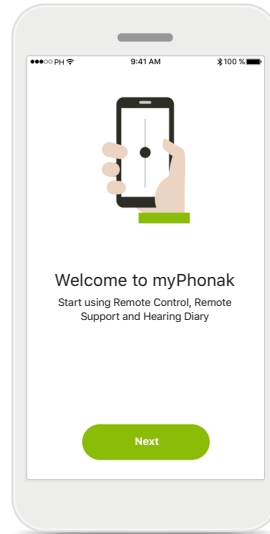 ●●●○○ PH 9:41 AM 100 %
Welcome to myPhonak
Start using Remote Control, Remote
Support and Hearing Diary
Next